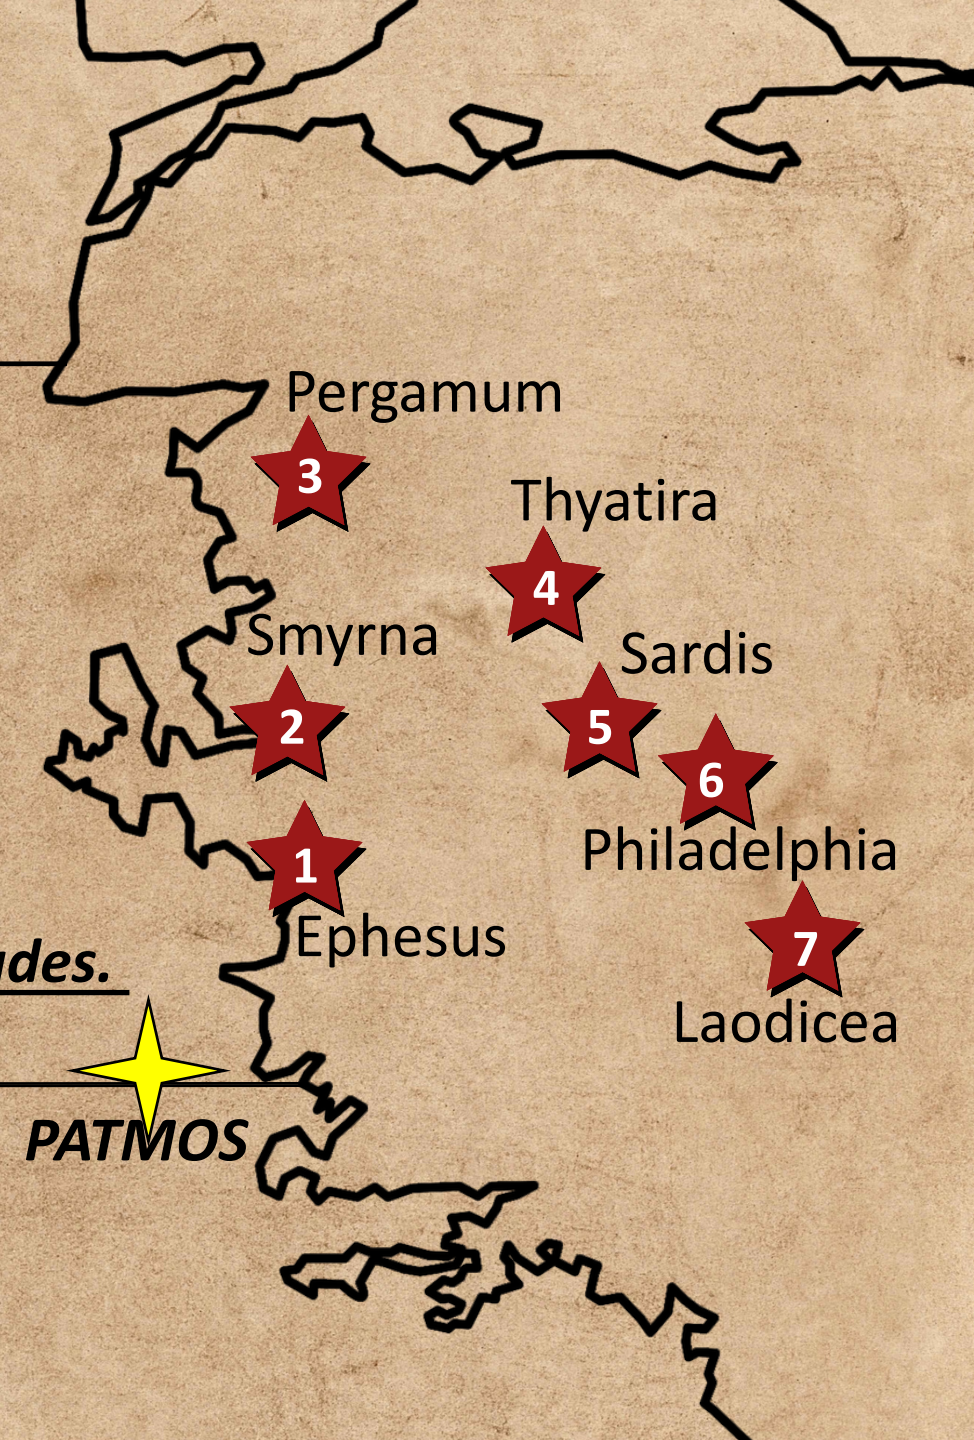 Pergamum
3
Thyatira
4
Smyrna
Sardis
2
5
6
Philadelphia
1
Ephesus
7
Laodicea
PATMOS